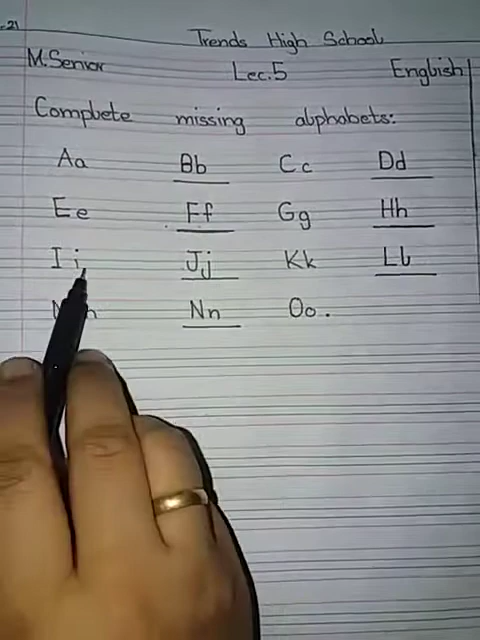 Trends High School
M.Senior Lec.5 English
Complete missing alphabets:
Aa Bb Cc Dd
Ee Ff Gg Hh
Ii Jj Kk Ll
Nn Oo.